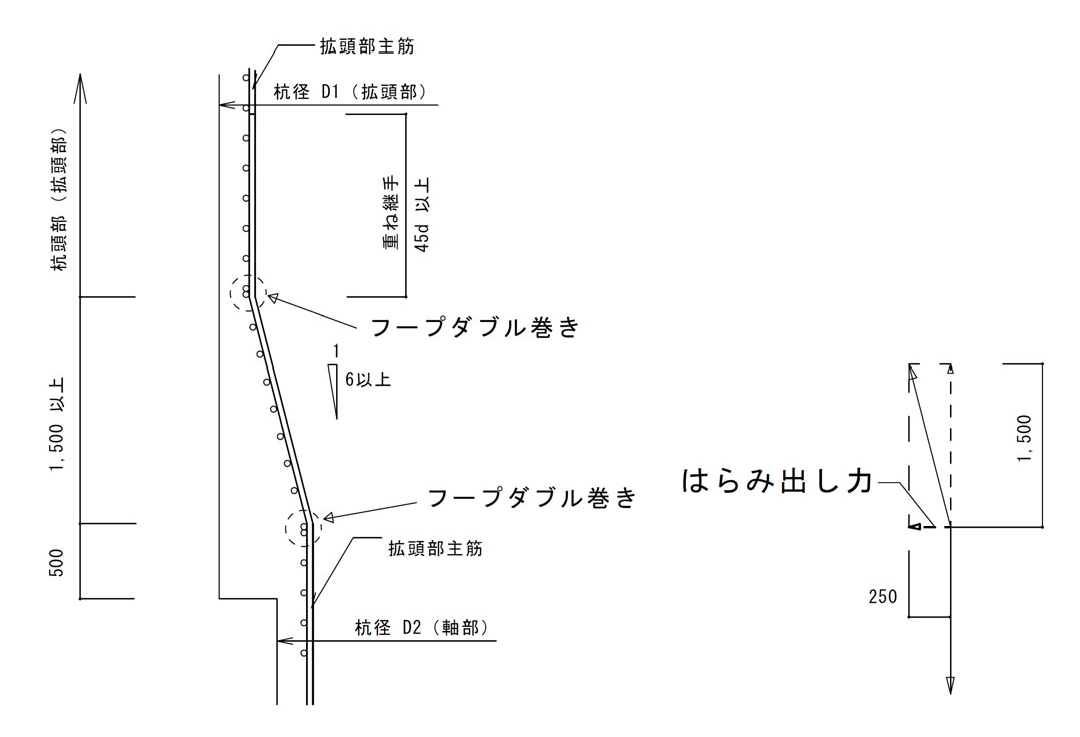 拡頭部主筋
杭径 D1（拡頭部）
杭頭部（拡頭部）
重ね継手
45d 以上
フープダブル巻き
1
6以上
1,500 以上
フープダブル巻き
500
拡頭部主筋
杭径 D2（軸部）
はらみ出し力
1,500
250